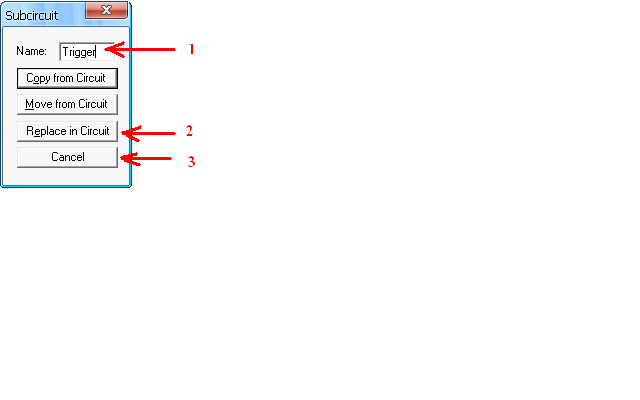 Subcircuit
Name: Trigger 1
Copy from Circuit
Move from Circuit
Replace in Circuit 2
Cancel 3